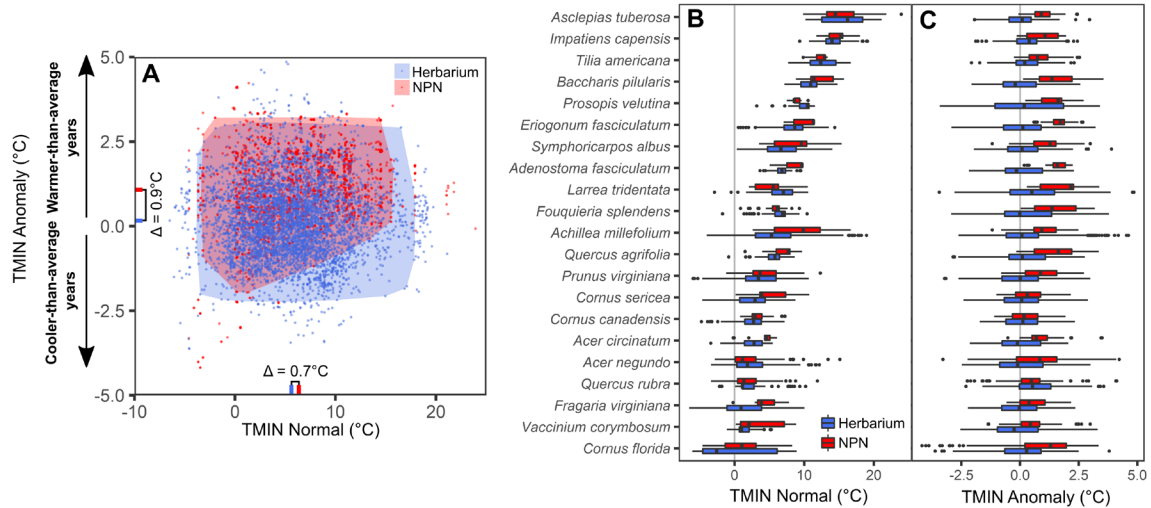 A
Herbarium
NPN
TMIN Anomaly (°C)
Cooler-than-average
years
Warmer-than-average
years
5.0
2.5
0.0
-2.5
-5.0
Δ = 0.9°C
Δ = 0.7°C
-10
0
10
20
TMIN Normal (°C)
B
Asclepias tuberosa
Impatiens capensis
Tilia americana
Baccharis pilularis
Prosopis velutina
Eriogonum fasciculatum
Symphoricarpos albus
Adenostoma fasciculatum
Larrea tridentata
Fouquieria splendens
Achillea millefolium
Quercus agrifolia
Prunus virginiana
Cornus sericea
Cornus canadensis
Acer circinatum
Acer negundo
Quercus rubra
Fragaria virginiana
Vaccinium corymbosum
Cornus florida
Herbarium
NPN
0
10
20
TMIN Normal (°C)
C
-2.5
0.0
2.5
5.0
TMIN Anomaly (°C)